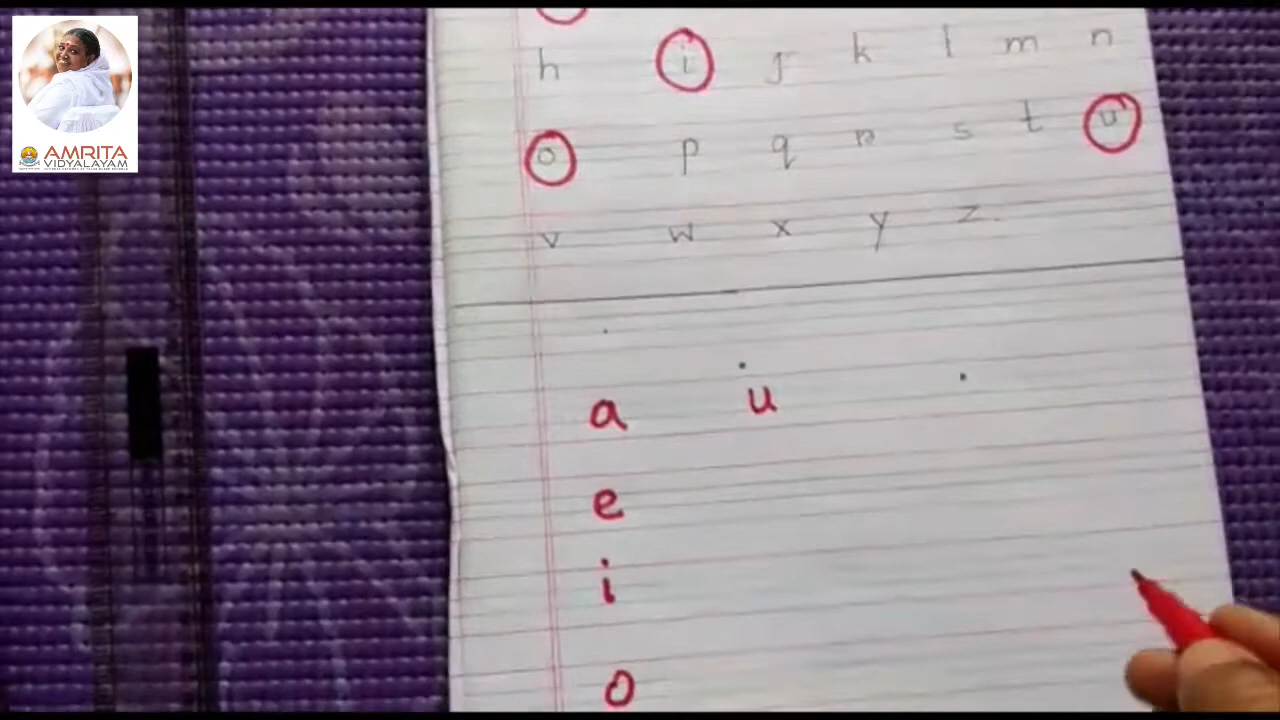 AMRITA
VIDYALAYAM
h i j k l m n
o p q r s t u
v w x y z
a u
e
i
o